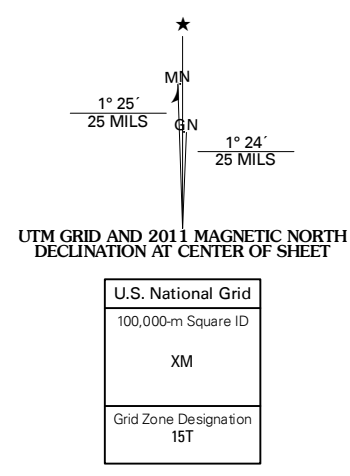 ★
MN
1° 25´
25 MILS
GN
1° 24´
25 MILS
UTM GRID AND 2011 MAGNETIC NORTH
DECLINATION AT CENTER OF SHEET
U.S. National Grid
100,000-m Square ID
XM
Grid Zone Designation
15T